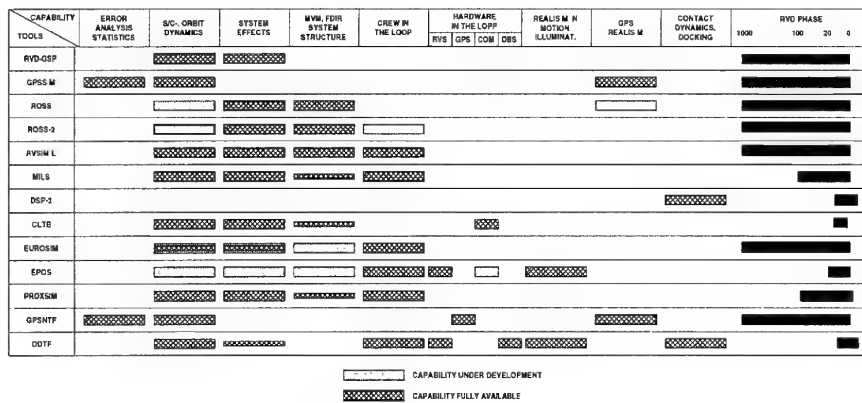 CAPABILITY
TOOLS
ERROR
ANALYSIS
STATISTICS
S/C-, ORBIT
DYNAMICS
SYSTEM
EFFECTS
MVM, FDIR
SYSTEM
STRUCTURE
CREW IN
THE LOOP
HARDWARE
IN THE LOPP
RVS GPS COM OBS
REALISM IN
MOTION
ILLUMINAT.
GPS
REALISM
CONTACT
DYNAMICS,
DOCKING
RVD PHASE
1000 100 20 0
RVD-GSP
GPSSIM
ROSS
ROSS-2
RVSIM L
MILS
DSP-2
CLTB
EUROSIM
EPOS
PROXSIM
GPSNTF
DDTF
CAPABILITY UNDER DEVELOPMENT
CAPABILITY FULLY AVAILABLE